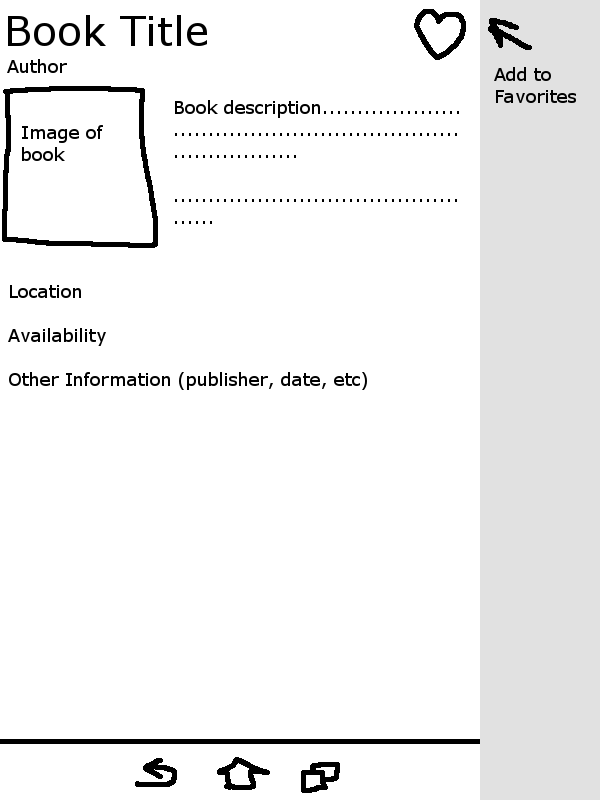 Book Title
Author
Add to
Favorites
Image of
book
Book description....................
.......................................
.................
.......................................
......
Location
Availability
Other Information (publisher, date, etc)